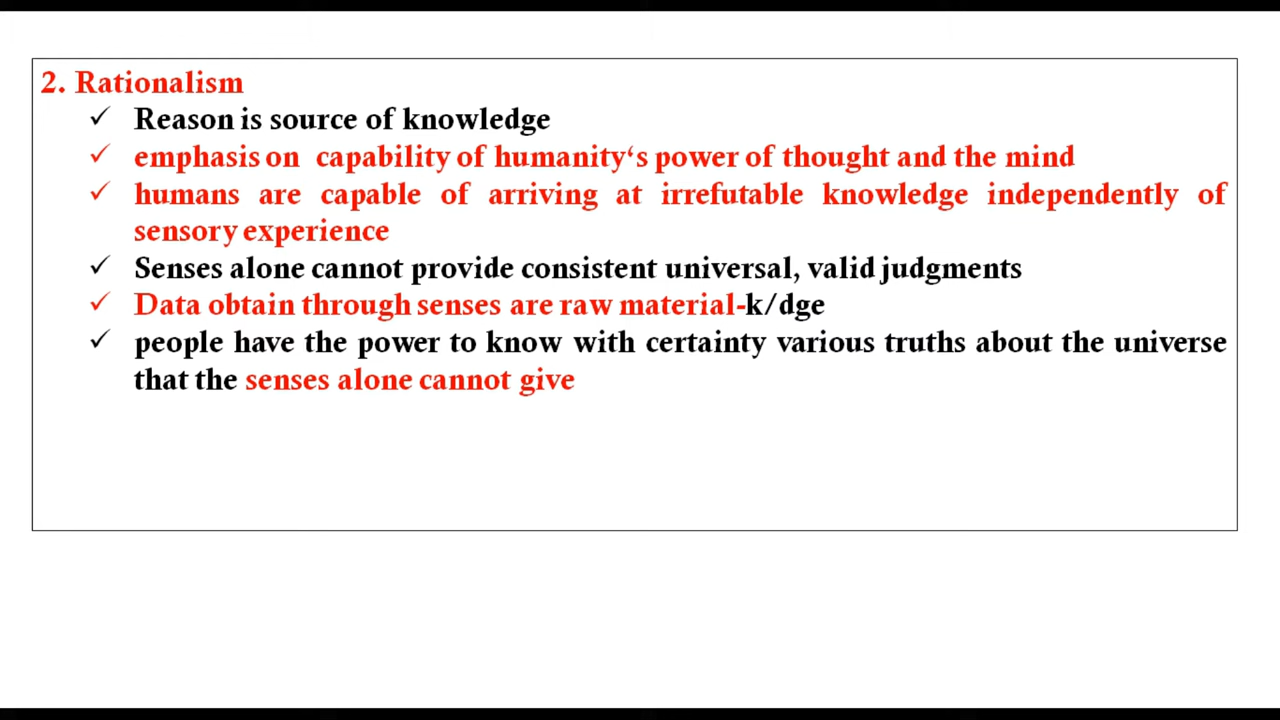 2. Rationalism
✓ Reason is source of knowledge
✓ emphasis on capability of humanity‘s power of thought and the mind
✓ humans are capable of arriving at irrefutable knowledge independently of
sensory experience
✓ Senses alone cannot provide consistent universal, valid judgments
✓ Data obtain through senses are raw material-k/dge
✓ people have the power to know with certainty various truths about the universe
that the senses alone cannot give